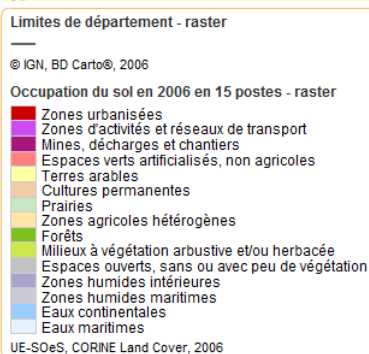 Limites de département - raster
© IGN, BD Carto®, 2006
Occupation du sol en 2006 en 15 postes - raster
Zones urbanisées
Zones d'activités et réseaux de transport
Mines, décharges et chantiers
Espaces verts artificialisés, non agricoles
Terres arables
Cultures permanentes
Prairies
Zones agricoles hétérogènes
Forêts
Milieux à végétation arbustive et/ou herbacée
Espaces ouverts, sans ou avec peu de végétation
Zones humides intérieures
Zones humides maritimes
Eaux continentales
Eaux maritimes
UE-SOeS, CORINE Land Cover, 2006